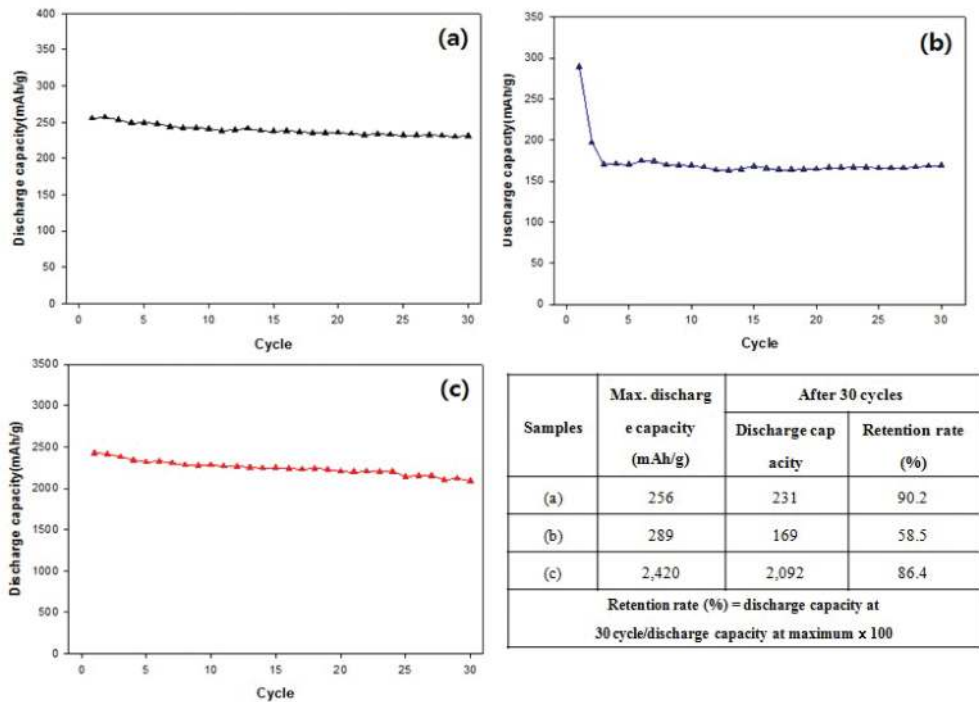 (a)
Discharge capacity(mAh/g)
400
350
300
250
200
150
100
50
0
0 5 10 15 20 25 30
Cycle
(b)
Discharge capacity(mAh/g)
350
300
250
200
150
100
50
0
0 5 10 15 20 25 30
Cycle
(c)
Discharge capacity(mAh/g)
3500
3000
2500
2000
1500
1000
500
0
0 5 10 15 20 25 30
Cycle
Samples
Max. discharg
e capacity
(mAh/g)
After 30 cycles
Discharge cap
acity
Retention rate
(%)
(a) 256 231 90.2
(b) 289 169 58.5
(c) 2,420 2,092 86.4
Retention rate (%) = discharge capacity at
30 cycle/discharge capacity at maximum x 100